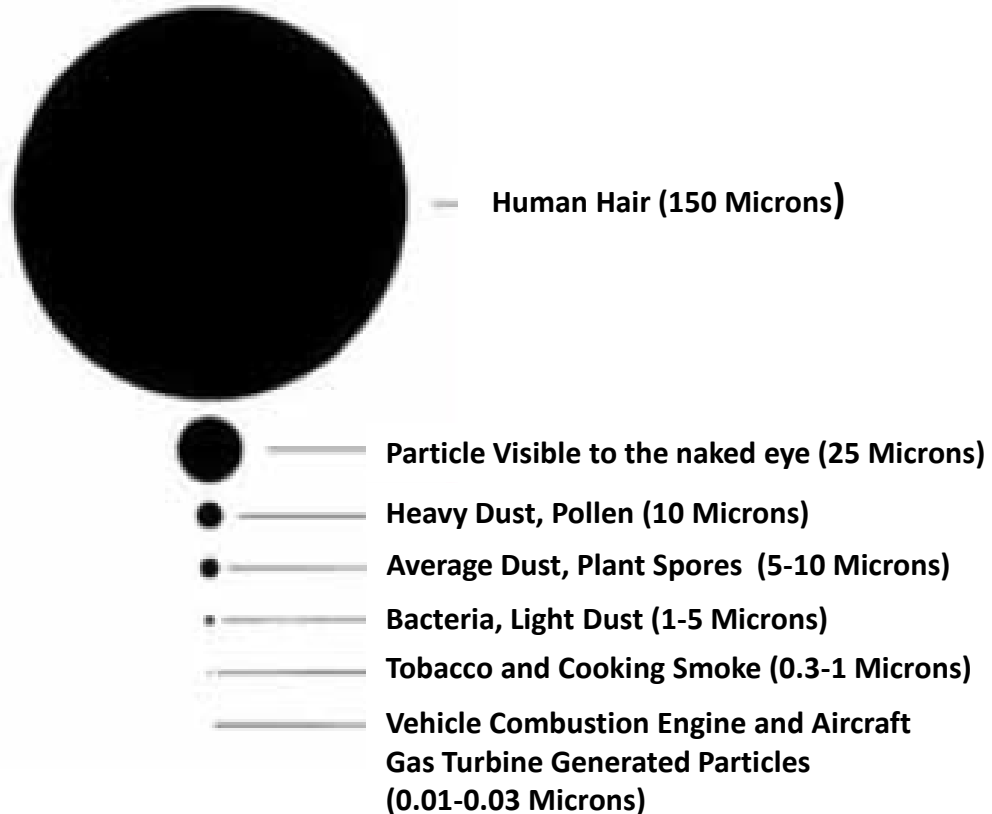 Human Hair (150 Microns)
Particle Visible to the naked eye (25 Microns)
Heavy Dust, Pollen (10 Microns)
Average Dust, Plant Spores (5-10 Microns)
Bacteria, Light Dust (1-5 Microns)
Tobacco and Cooking Smoke (0.3-1 Microns)
Vehicle Combustion Engine and Aircraft
Gas Turbine Generated Particles
(0.01-0.03 Microns)